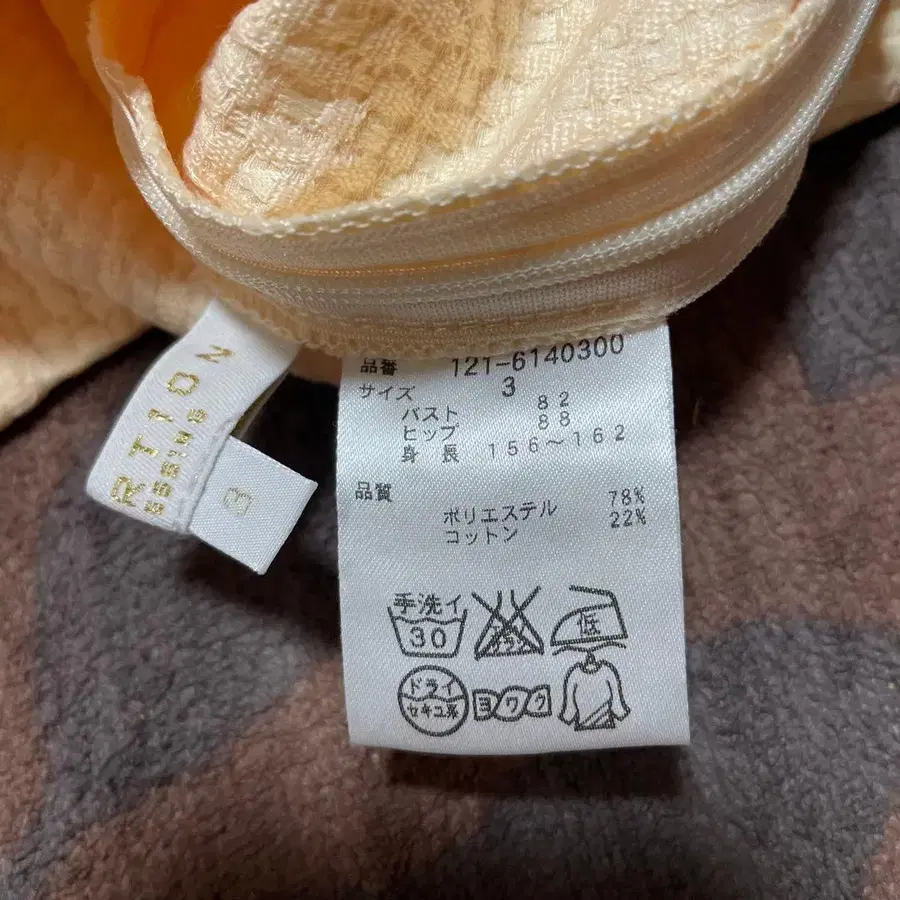 品番 121-6140300
サイズ 3
バスト 82
ヒップ 88
身長 156~162
品質
ポリエステル 78%
コットン 22%
手洗イ
30
低
ドライ
セキユ系
ヨワク
RTION
3